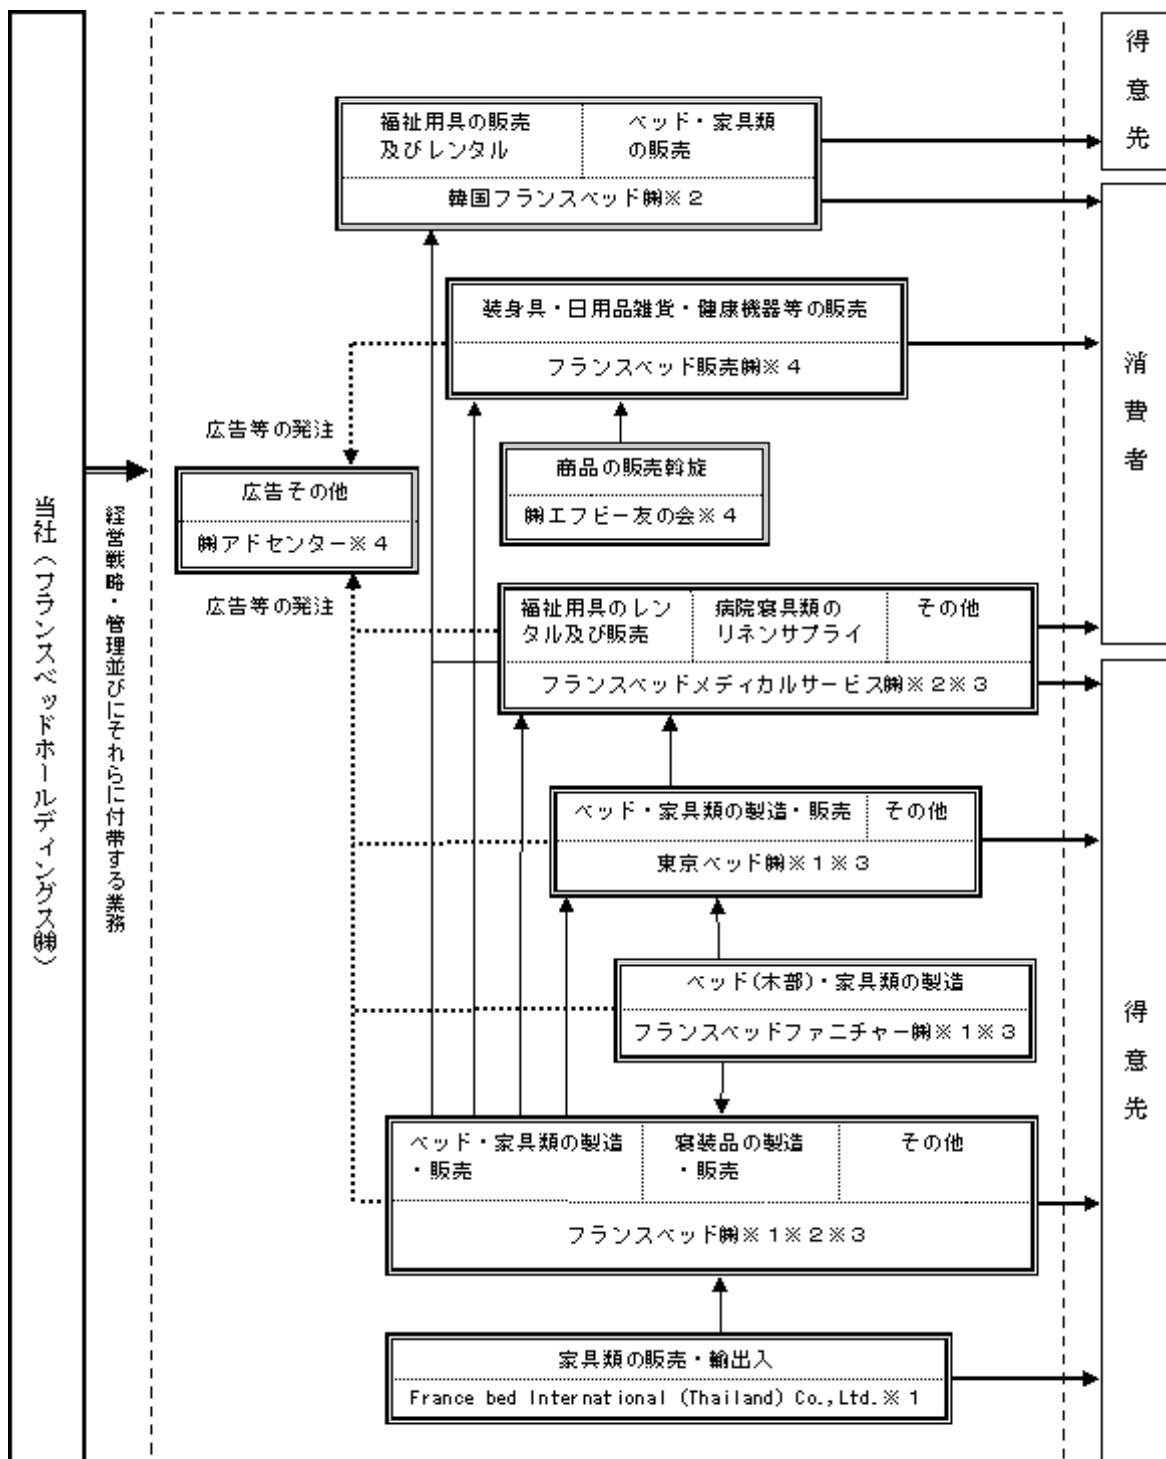 当社（フランスベッドホールディングス㈱）
経営戦略・管理並びにそれらに付帯する業務
福祉用具の販売
及びレンタル
ベッド・家具類
の販売
韓国フランスベッド㈱※２
得意先
装身具・日用品雑貨・健康機器等の販売
フランスベッド販売㈱※４
消費者
広告等の発注
商品の販売斡旋
㈱エフビー友の会※４
広告その他
㈱アドセンター※４
広告等の発注
福祉用具のレン
タル及び販売
病院寝具類の
リネンサプライ
その他
フランスベッドメディカルサービス㈱※２※３
ベッド・家具類の製造・販売
その他
東京ベッド㈱※１※３
ベッド(木部)・家具類の製造
フランスベッドファニチャー㈱※１※３
得意先
ベッド・家具類の製造
・販売
寝装品の製造
・販売
その他
フランスベッド㈱※１※２※３
家具類の販売・輸出入
France bed International (Thailand) Co.,Ltd.※１